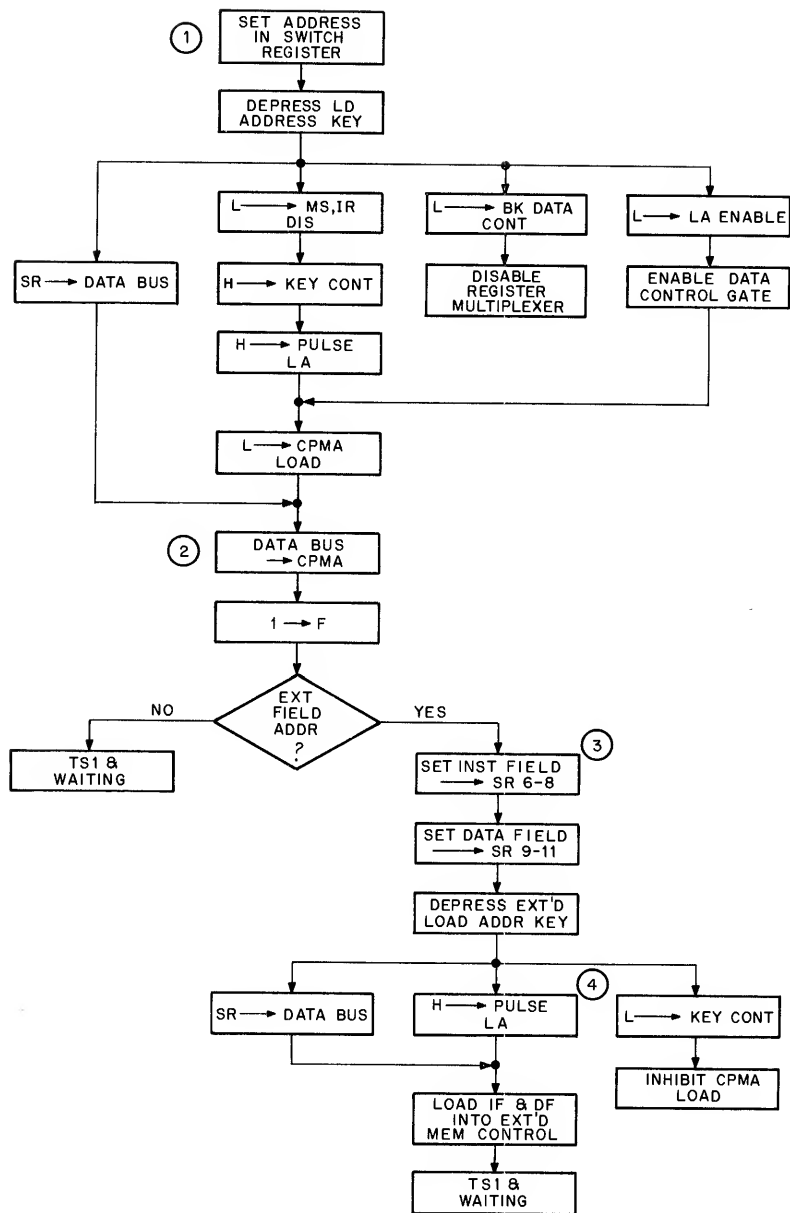 1
SET ADDRESS
IN SWITCH
REGISTER
DEPRESS LD
ADDRESS KEY
SR → DATA BUS
L → MS,IR
DIS
H → KEY CONT
H → PULSE
LA
L → BK DATA
CONT
DISABLE
REGISTER
MULTIPLEXER
L → LA ENABLE
ENABLE DATA
CONTROL GATE
L → CPMA
LOAD
2
DATA BUS
→ CPMA
1 → F
EXT
FIELD
ADDR
?
NO
YES
TS1 &
WAITING
3
SET INST FIELD
→ SR 6-8
SET DATA FIELD
→ SR 9-11
DEPRESS EXT'D
LOAD ADDR KEY
4
SR → DATA BUS
H → PULSE
LA
L → KEY CONT
INHIBIT CPMA
LOAD
LOAD IF & DF
INTO EXT'D
MEM CONTROL
TS1 &
WAITING